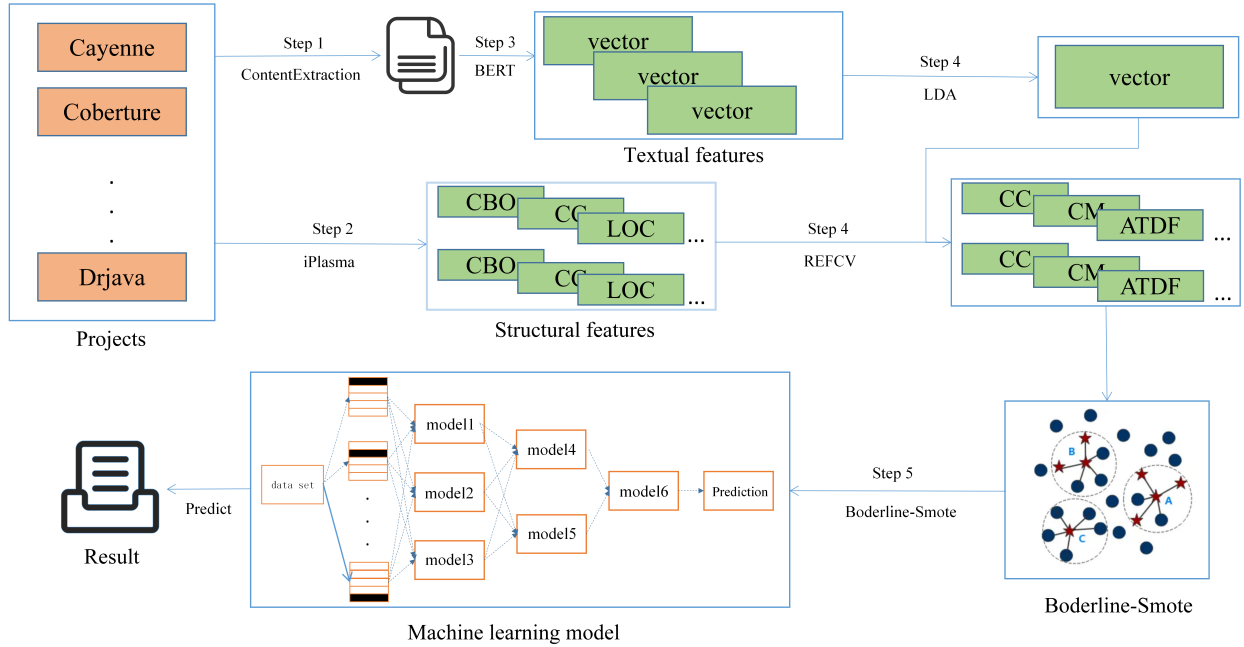 Cayenne
Coberture
.
.
.
Drjava
Projects
Step 1
ContentExtraction
Step 3
BERT
vector
vector
vector
Textual features
Step 4
LDA
vector
Step 2
iPlasma
CBO
CC
LOC
...
CBO
CC
LOC
...
Structural features
Step 4
REFCV
CC
CM
ATDF
...
CC
CM
ATDF
...
B
A
C
Boderline-Smote
Step 5
Boderline-Smote
data set
.
.
.
model1
model2
model3
model4
model5
model6
Prediction
Machine learning model
Predict
Result